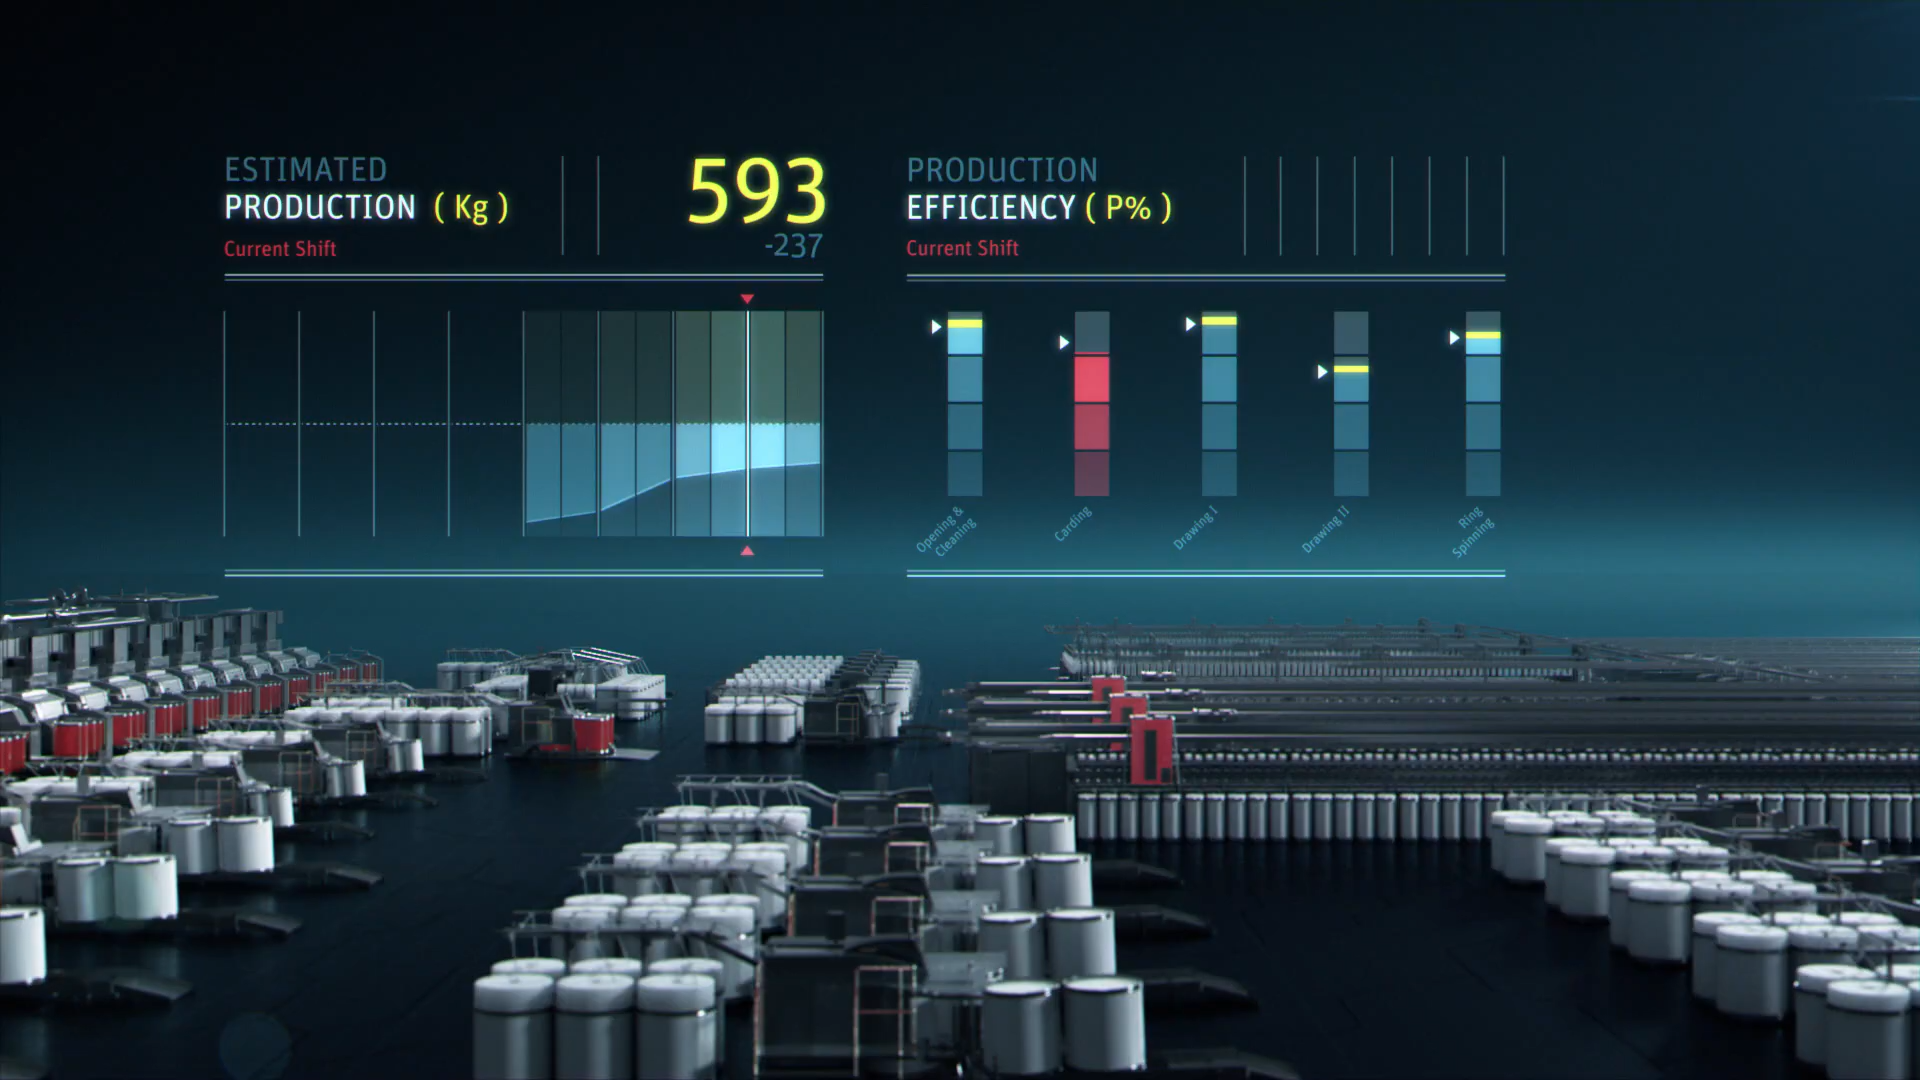 ESTIMATED
PRODUCTION ( Kg )
Current Shift
593
-237
PRODUCTION
EFFICIENCY ( P% )
Current Shift
Opening &
Cleaning
Carding
Drawing I
Drawing II
Ring
Spinning